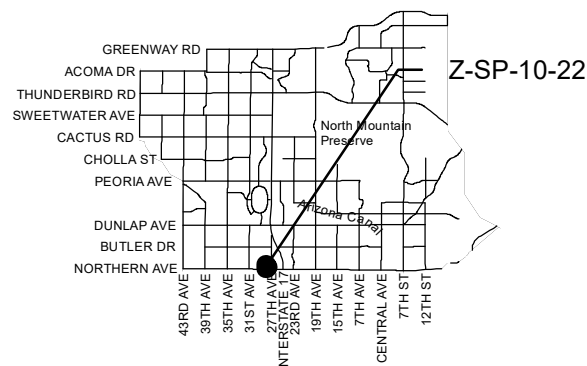 GREENWAY RD
ACOMA DR
Z-SP-10-22
THUNDERBIRD RD
SWEETWATER AVE
North Mountain
Preserve
CACTUS RD
CHOLLA ST
PEORIA AVE
Arizona Canal
DUNLAP AVE
BUTLER DR
NORTHERN AVE
43RD AVE
39TH AVE
35TH AVE
31ST AVE
27TH AVE
NTERSTATE 17
23RD AVE
19TH AVE
15TH AVE
7TH AVE
CENTRAL AVE
7TH ST
12TH ST